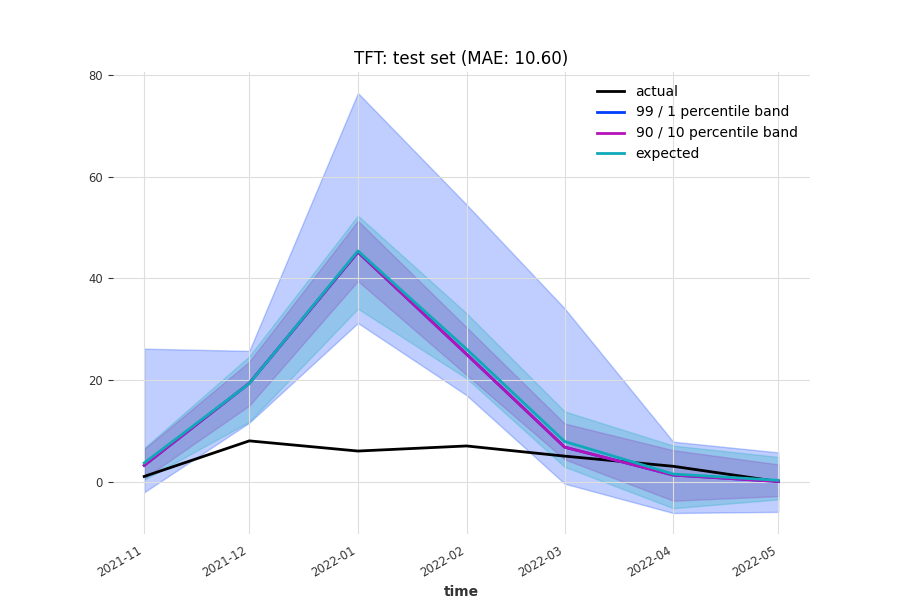 TFT: test set (MAE: 10.60)
80
60
40
20
0
actual
99 / 1 percentile band
90 / 10 percentile band
expected
2021-11
2021-12
2022-01
2022-02
2022-03
2022-04
2022-05
time